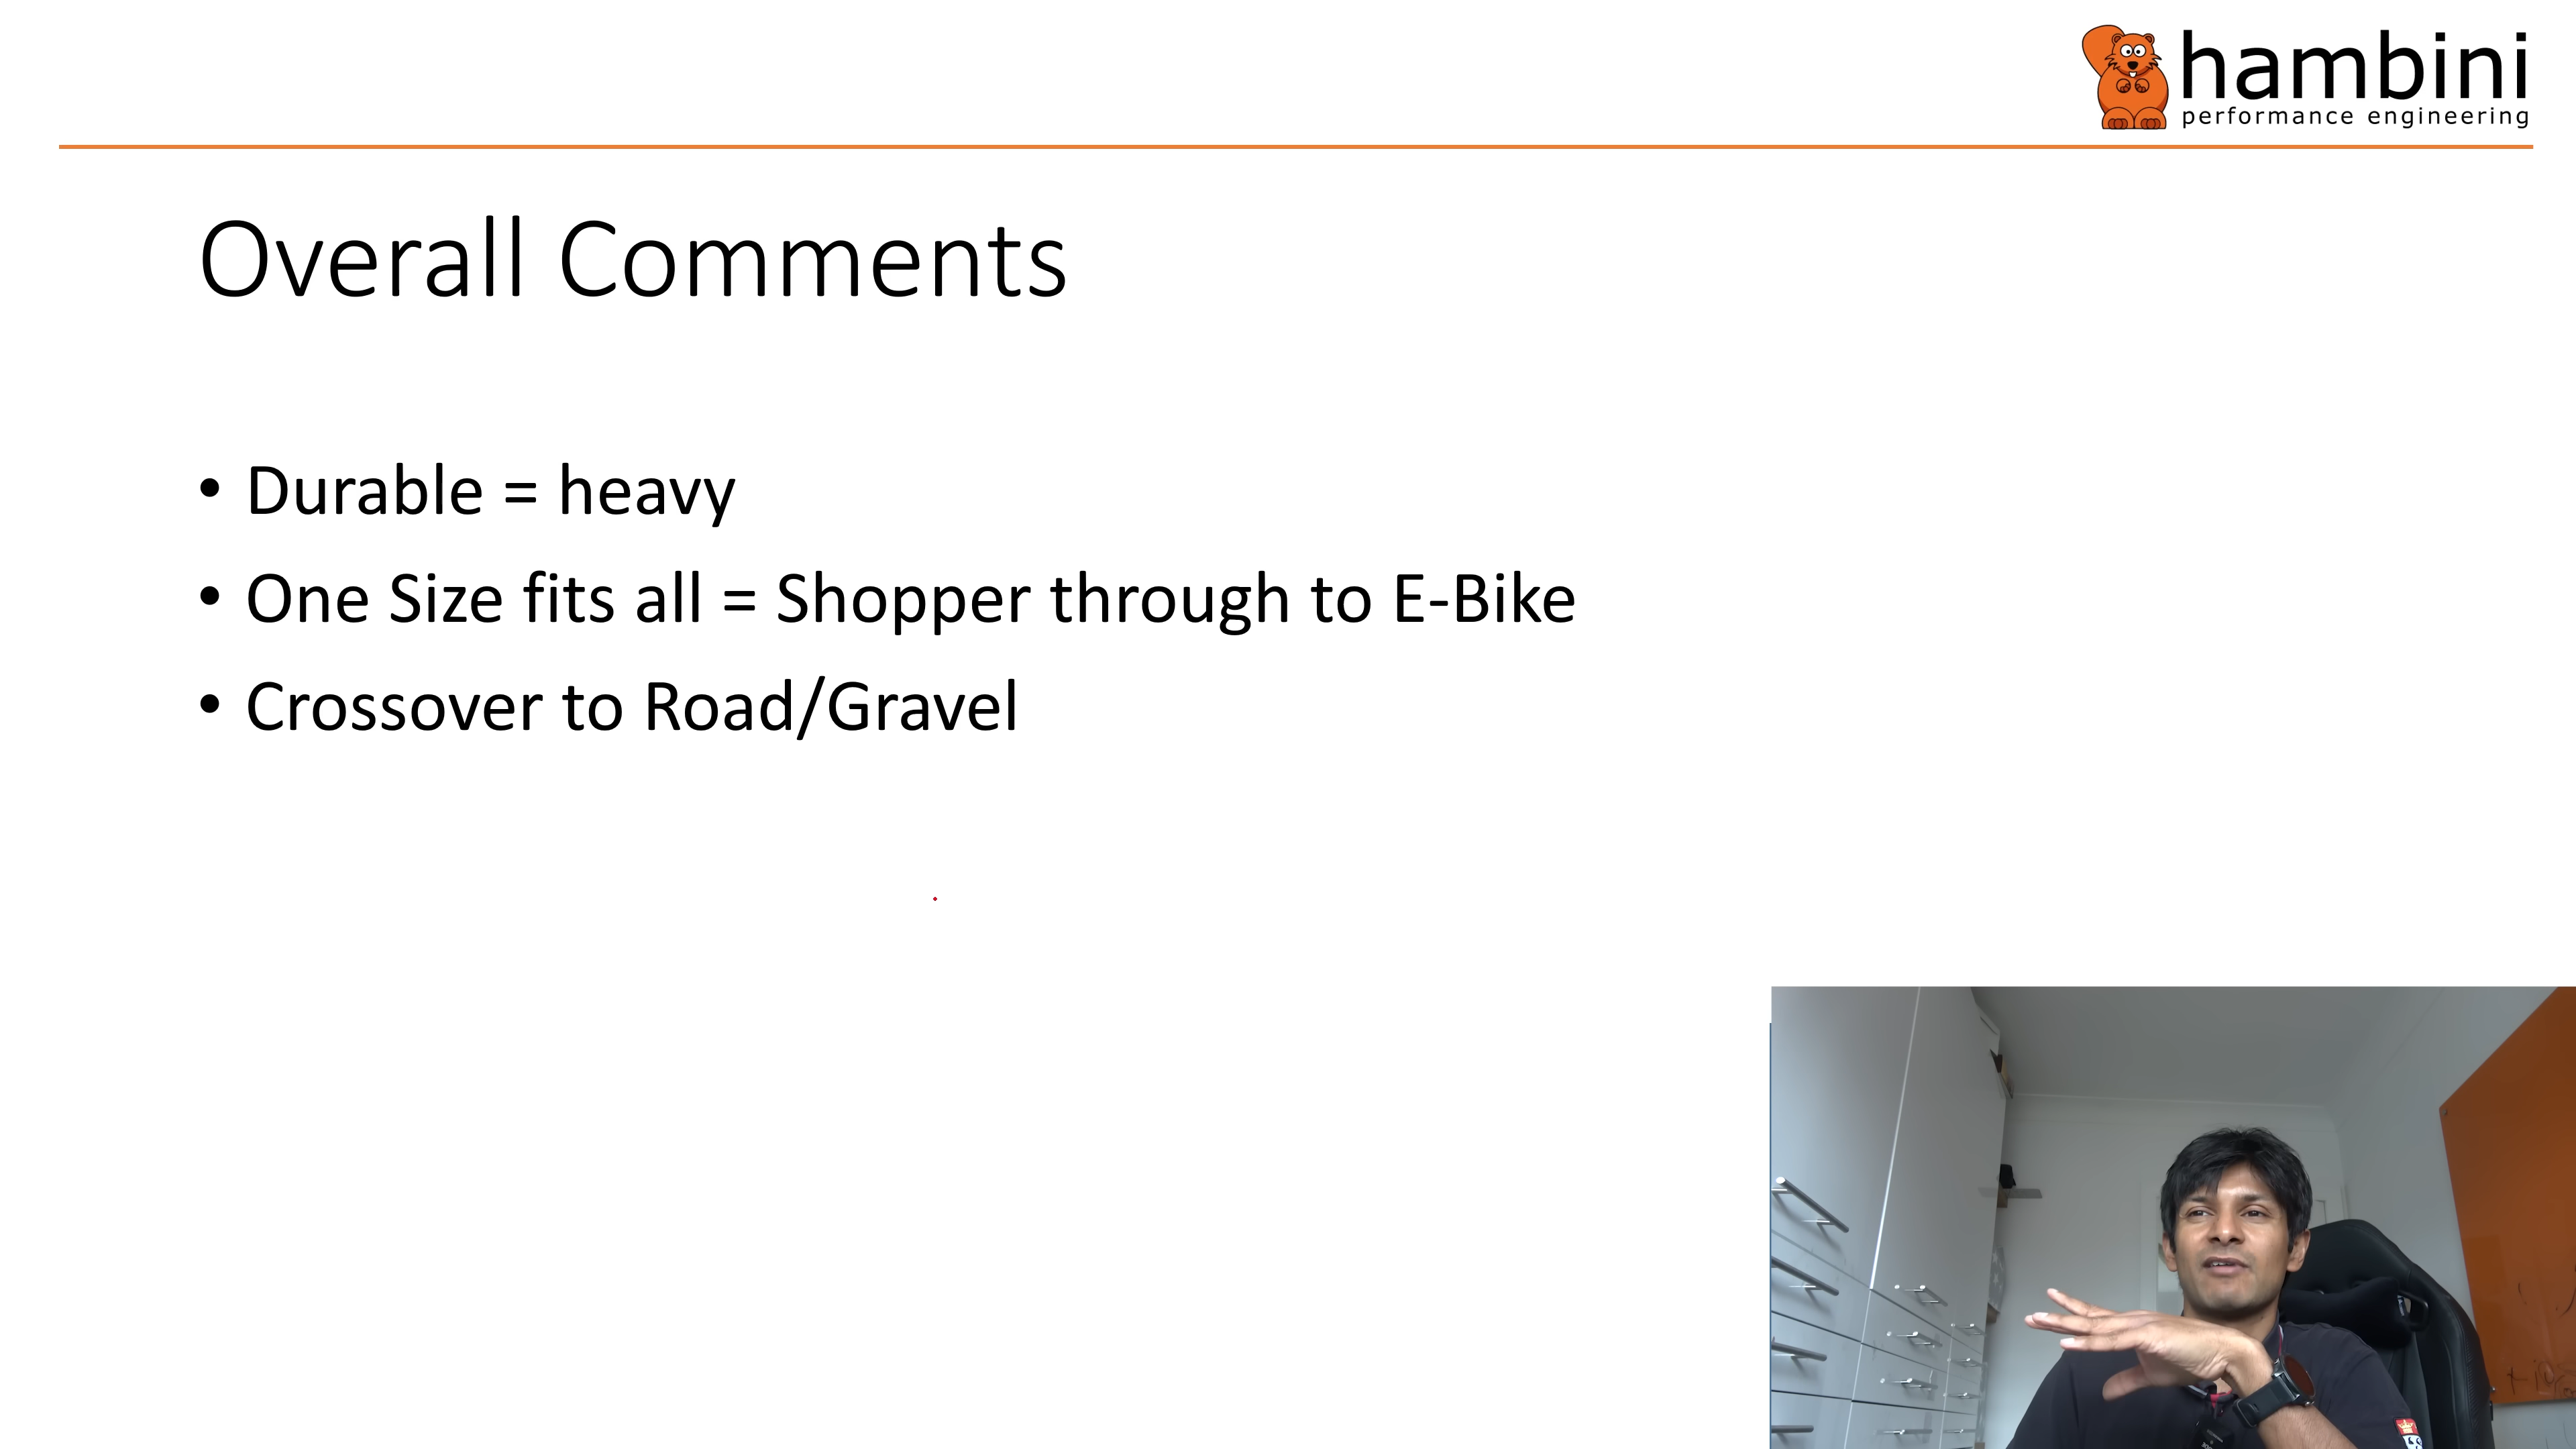 hambini
performance engineering
Overall Comments
• Durable = heavy
• One Size fits all = Shopper through to E-Bike
• Crossover to Road/Gravel